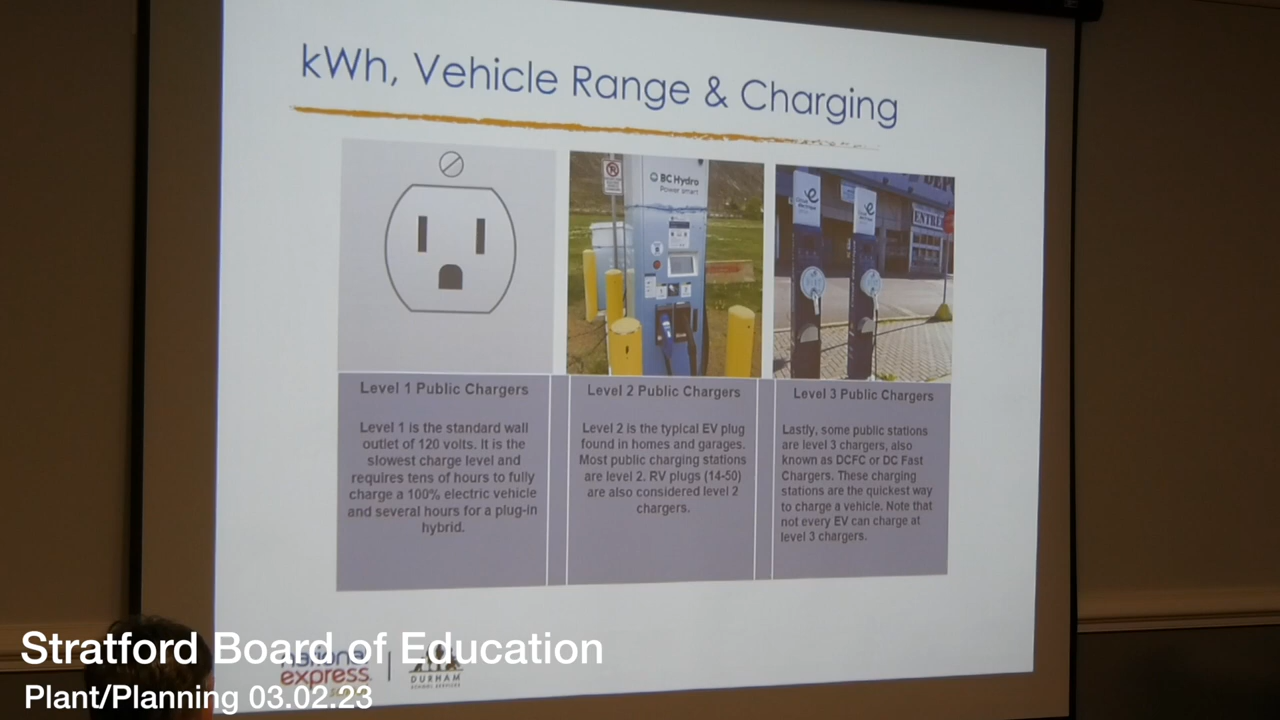 kWh, Vehicle Range & Charging
BC Hydro
Power smart
ENTRÉ
Level 1 Public Chargers
Level 1 is the standard wall
outlet of 120 volts. It is the
slowest charge level and
requires tens of hours to fully
charge a 100% electric vehicle
and several hours for a plug-in
hybrid.
Level 2 Public Chargers
Level 2 is the typical EV plug
found in homes and garages.
Most public charging stations
are level 2. RV plugs (14-50)
are also considered level 2
chargers.
Level 3 Public Chargers
Lastly, some public stations
are level 3 chargers, also
known as DCFC or DC Fast
Chargers. These charging
stations are the quickest way
to charge a vehicle. Note that
not every EV can charge at
level 3 chargers.
Stratford Board of Education
Plant/Planning 03.02.23
national
express
DURHAM
SCHOOL SERVICES